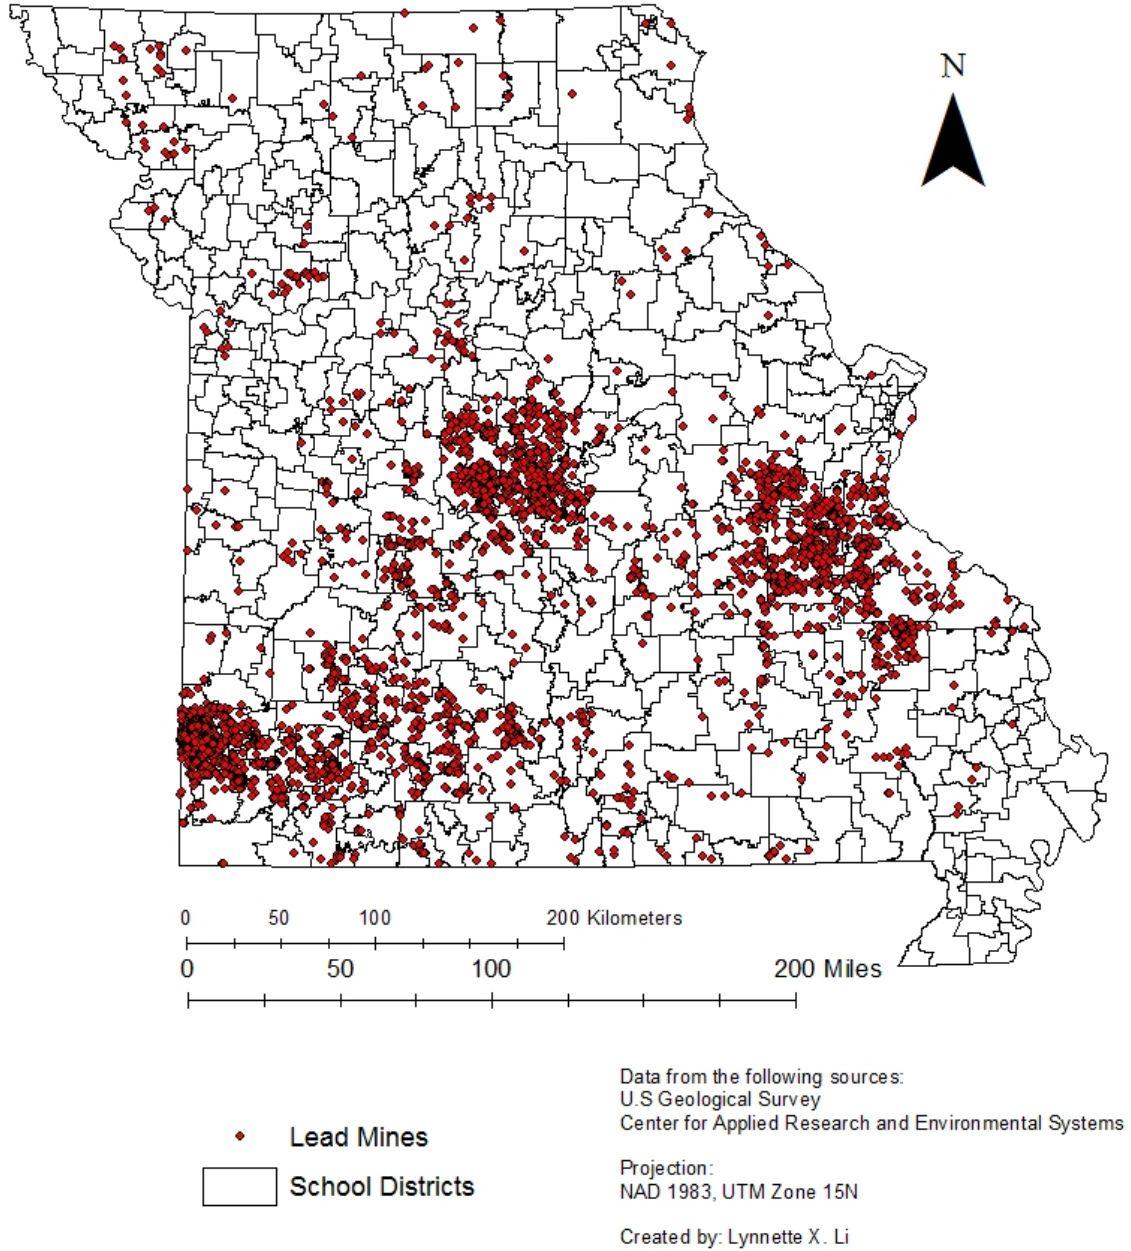 N
0 50 100 200 Kilometers
0 50 100 200 Miles
Lead Mines
School Districts
Data from the following sources:
U.S Geological Survey
Center for Applied Research and Environmental Systems
Projection:
NAD 1983, UTM Zone 15N
Created by: Lynnette X. Li